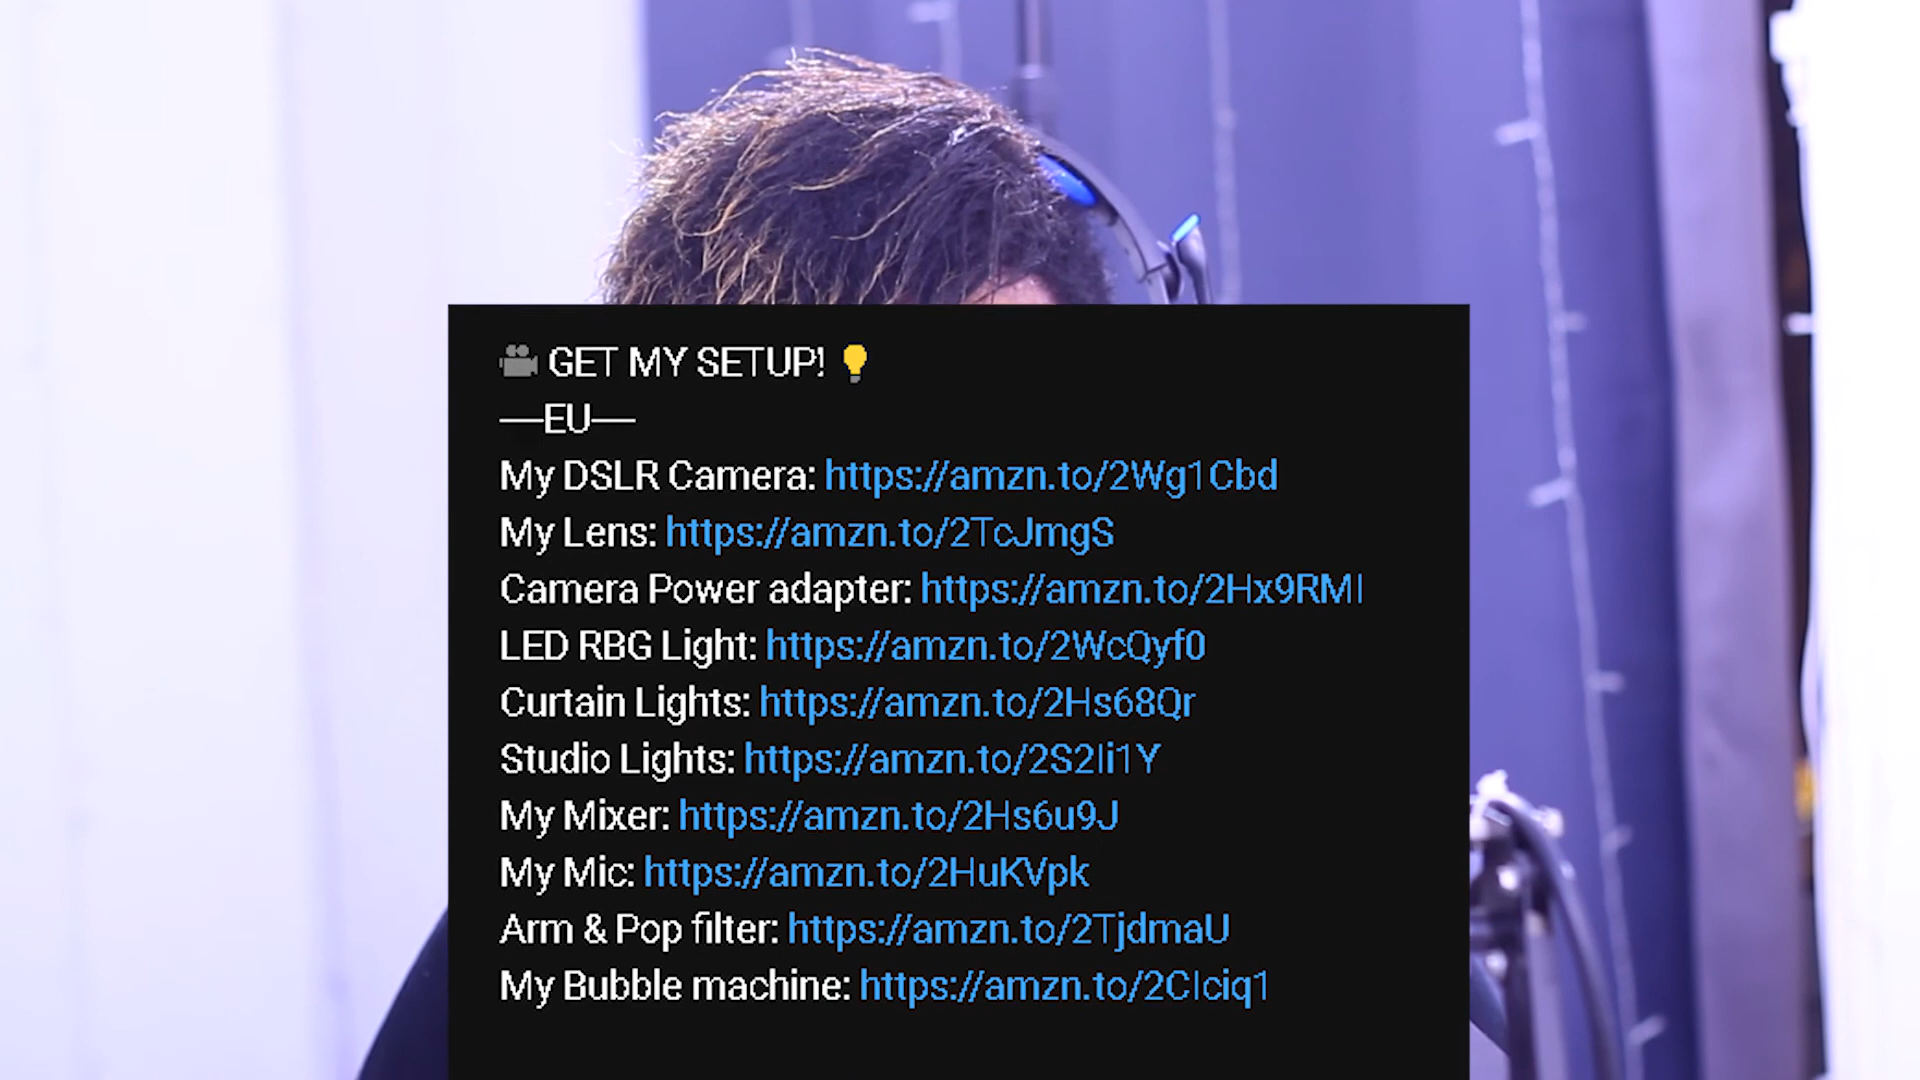 🎥 GET MY SETUP! 💡
—EU—
My DSLR Camera: https://amzn.to/2Wg1Cbd
My Lens: https://amzn.to/2TcJmgS
Camera Power adapter: https://amzn.to/2Hx9RMI
LED RBG Light: https://amzn.to/2WcQyf0
Curtain Lights: https://amzn.to/2Hs68Qr
Studio Lights: https://amzn.to/2S2Ii1Y
My Mixer: https://amzn.to/2Hs6u9J
My Mic: https://amzn.to/2HuKVpk
Arm & Pop filter: https://amzn.to/2TjdmaU
My Bubble machine: https://amzn.to/2CIciq1